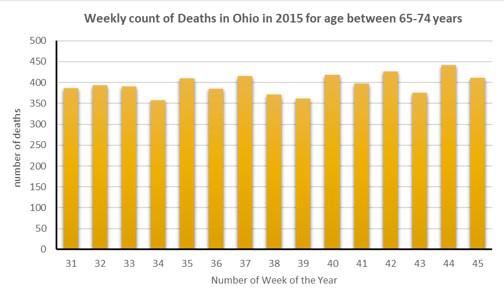 Weekly count of Deaths in Ohio in 2015 for age between 65-74 years
500
450
400
350
300
250
200
150
100
50
0
number of deaths
31 32 33 34 35 36 37 38 39 40 41 42 43 44 45
Number of Week of the Year